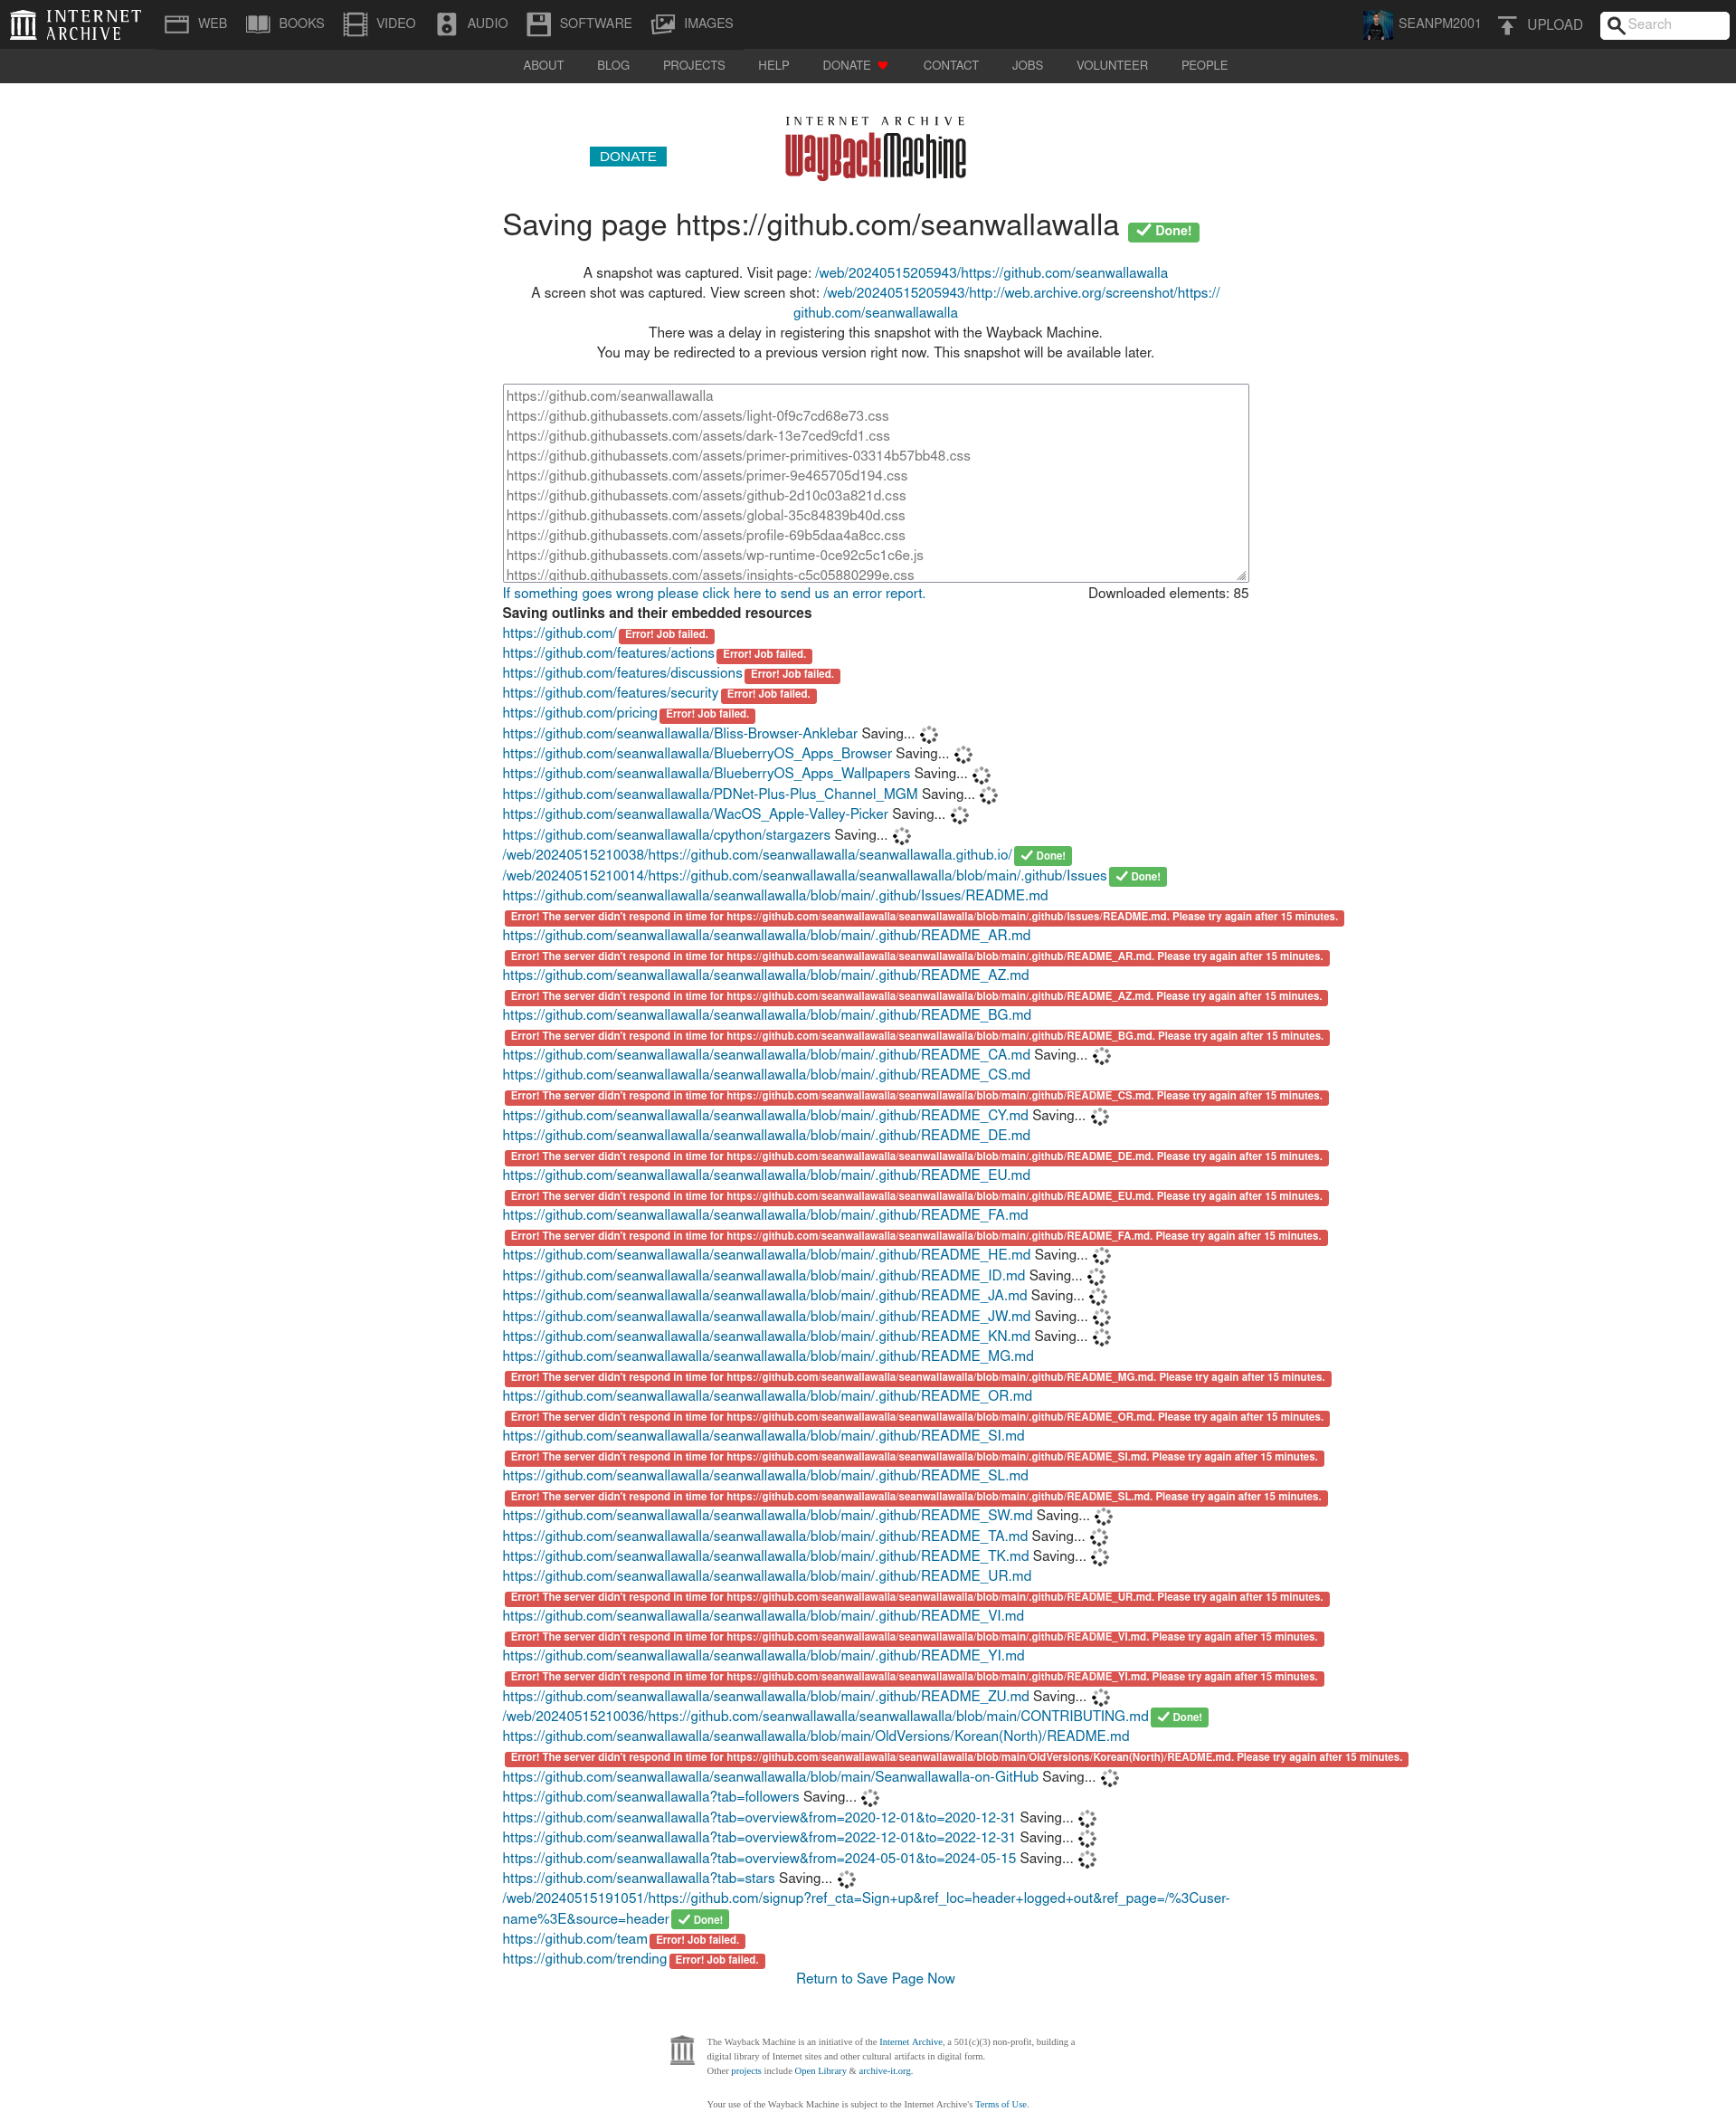 INTERNET ARCHIVE
WEB BOOKS VIDEO AUDIO SOFTWARE IMAGES SEANPM2001 UPLOAD Search
ABOUT BLOG PROJECTS HELP DONATE CONTACT JOBS VOLUNTEER PEOPLE
INTERNET ARCHIVE
DONATE WayBackMachine
Saving page https://github.com/seanwallawalla Done!
A snapshot was captured. Visit page: /web/20240515205943/https://github.com/seanwallawalla
A screen shot was captured. View screen shot: /web/20240515205943/http://web.archive.org/screenshot/https://
github.com/seanwallawalla
There was a delay in registering this snapshot with the Wayback Machine.
You may be redirected to a previous version right now. This snapshot will be available later.
https://github.com/seanwallawalla
https://github.githubassets.com/assets/light-0f9c7cd68e73.css
https://github.githubassets.com/assets/dark-13e7ced9cfd1.css
https://github.githubassets.com/assets/primer-primitives-03314b57bb48.css
https://github.githubassets.com/assets/primer-9e465705d194.css
https://github.githubassets.com/assets/github-2d10c03a821d.css
https://github.githubassets.com/assets/global-35c84839b40d.css
https://github.githubassets.com/assets/profile-69b5daa4a8cc.css
https://github.githubassets.com/assets/wp-runtime-0ce92c5c1c6e.js
https://github.githubassets.com/assets/insights-c5c05880299e.css
If something goes wrong please click here to send us an error report. Downloaded elements: 85
Saving outlinks and their embedded resources
https://github.com/ Error! Job failed.
https://github.com/features/actions Error! Job failed.
https://github.com/features/discussions Error! Job failed.
https://github.com/features/security Error! Job failed.
https://github.com/pricing Error! Job failed.
https://github.com/seanwallawalla/Bliss-Browser-Anklebar Saving...
https://github.com/seanwallawalla/BlueberryOS_Apps_Browser Saving...
https://github.com/seanwallawalla/BlueberryOS_Apps_Wallpapers Saving...
https://github.com/seanwallawalla/PDNet-Plus-Plus_Channel_MGM Saving...
https://github.com/seanwallawalla/WacOS_Apple-Valley-Picker Saving...
https://github.com/seanwallawalla/cpython/stargazers Saving...
/web/20240515210038/https://github.com/seanwallawalla/seanwallawalla.github.io/ Done!
/web/20240515210014/https://github.com/seanwallawalla/seanwallawalla/blob/main/.github/Issues Done!
https://github.com/seanwallawalla/seanwallawalla/blob/main/.github/Issues/README.md
Error! The server didn't respond in time for https://github.com/seanwallawalla/seanwallawalla/blob/main/.github/Issues/README.md. Please try again after 15 minutes.
https://github.com/seanwallawalla/seanwallawalla/blob/main/.github/README_AR.md
Error! The server didn't respond in time for https://github.com/seanwallawalla/seanwallawalla/blob/main/.github/README_AR.md. Please try again after 15 minutes.
https://github.com/seanwallawalla/seanwallawalla/blob/main/.github/README_AZ.md
Error! The server didn't respond in time for https://github.com/seanwallawalla/seanwallawalla/blob/main/.github/README_AZ.md. Please try again after 15 minutes.
https://github.com/seanwallawalla/seanwallawalla/blob/main/.github/README_BG.md
Error! The server didn't respond in time for https://github.com/seanwallawalla/seanwallawalla/blob/main/.github/README_BG.md. Please try again after 15 minutes.
https://github.com/seanwallawalla/seanwallawalla/blob/main/.github/README_CA.md Saving...
https://github.com/seanwallawalla/seanwallawalla/blob/main/.github/README_CS.md
Error! The server didn't respond in time for https://github.com/seanwallawalla/seanwallawalla/blob/main/.github/README_CS.md. Please try again after 15 minutes.
https://github.com/seanwallawalla/seanwallawalla/blob/main/.github/README_CY.md Saving...
https://github.com/seanwallawalla/seanwallawalla/blob/main/.github/README_DE.md
Error! The server didn't respond in time for https://github.com/seanwallawalla/seanwallawalla/blob/main/.github/README_DE.md. Please try again after 15 minutes.
https://github.com/seanwallawalla/seanwallawalla/blob/main/.github/README_EU.md
Error! The server didn't respond in time for https://github.com/seanwallawalla/seanwallawalla/blob/main/.github/README_EU.md. Please try again after 15 minutes.
https://github.com/seanwallawalla/seanwallawalla/blob/main/.github/README_FA.md
Error! The server didn't respond in time for https://github.com/seanwallawalla/seanwallawalla/blob/main/.github/README_FA.md. Please try again after 15 minutes.
https://github.com/seanwallawalla/seanwallawalla/blob/main/.github/README_HE.md Saving...
https://github.com/seanwallawalla/seanwallawalla/blob/main/.github/README_ID.md Saving...
https://github.com/seanwallawalla/seanwallawalla/blob/main/.github/README_JA.md Saving...
https://github.com/seanwallawalla/seanwallawalla/blob/main/.github/README_JW.md Saving...
https://github.com/seanwallawalla/seanwallawalla/blob/main/.github/README_KN.md Saving...
https://github.com/seanwallawalla/seanwallawalla/blob/main/.github/README_MG.md
Error! The server didn't respond in time for https://github.com/seanwallawalla/seanwallawalla/blob/main/.github/README_MG.md. Please try again after 15 minutes.
https://github.com/seanwallawalla/seanwallawalla/blob/main/.github/README_OR.md
Error! The server didn't respond in time for https://github.com/seanwallawalla/seanwallawalla/blob/main/.github/README_OR.md. Please try again after 15 minutes.
https://github.com/seanwallawalla/seanwallawalla/blob/main/.github/README_SI.md
Error! The server didn't respond in time for https://github.com/seanwallawalla/seanwallawalla/blob/main/.github/README_SI.md. Please try again after 15 minutes.
https://github.com/seanwallawalla/seanwallawalla/blob/main/.github/README_SL.md
Error! The server didn't respond in time for https://github.com/seanwallawalla/seanwallawalla/blob/main/.github/README_SL.md. Please try again after 15 minutes.
https://github.com/seanwallawalla/seanwallawalla/blob/main/.github/README_SW.md Saving...
https://github.com/seanwallawalla/seanwallawalla/blob/main/.github/README_TA.md Saving...
https://github.com/seanwallawalla/seanwallawalla/blob/main/.github/README_TK.md Saving...
https://github.com/seanwallawalla/seanwallawalla/blob/main/.github/README_UR.md
Error! The server didn't respond in time for https://github.com/seanwallawalla/seanwallawalla/blob/main/.github/README_UR.md. Please try again after 15 minutes.
https://github.com/seanwallawalla/seanwallawalla/blob/main/.github/README_VI.md
Error! The server didn't respond in time for https://github.com/seanwallawalla/seanwallawalla/blob/main/.github/README_VI.md. Please try again after 15 minutes.
https://github.com/seanwallawalla/seanwallawalla/blob/main/.github/README_YI.md
Error! The server didn't respond in time for https://github.com/seanwallawalla/seanwallawalla/blob/main/.github/README_YI.md. Please try again after 15 minutes.
https://github.com/seanwallawalla/seanwallawalla/blob/main/.github/README_ZU.md Saving...
/web/20240515210036/https://github.com/seanwallawalla/seanwallawalla/blob/main/CONTRIBUTING.md Done!
https://github.com/seanwallawalla/seanwallawalla/blob/main/OldVersions/Korean(North)/README.md
Error! The server didn't respond in time for https://github.com/seanwallawalla/seanwallawalla/blob/main/OldVersions/Korean(North)/README.md. Please try again after 15 minutes.
https://github.com/seanwallawalla/seanwallawalla/blob/main/Seanwallawalla-on-GitHub Saving...
https://github.com/seanwallawalla?tab=followers Saving...
https://github.com/seanwallawalla?tab=overview&from=2020-12-01&to=2020-12-31 Saving...
https://github.com/seanwallawalla?tab=overview&from=2022-12-01&to=2022-12-31 Saving...
https://github.com/seanwallawalla?tab=overview&from=2024-05-01&to=2024-05-15 Saving...
https://github.com/seanwallawalla?tab=stars Saving...
/web/20240515191051/https://github.com/signup?ref_cta=Sign+up&ref_loc=header+logged+out&ref_page=/%3Cuser-
name%3E&source=header Done!
https://github.com/team Error! Job failed.
https://github.com/trending Error! Job failed.
Return to Save Page Now
The Wayback Machine is an initiative of the Internet Archive, a 501(c)(3) non-profit, building a
digital library of Internet sites and other cultural artifacts in digital form.
Other projects include Open Library & archive-it.org.
Your use of the Wayback Machine is subject to the Internet Archive's Terms of Use.